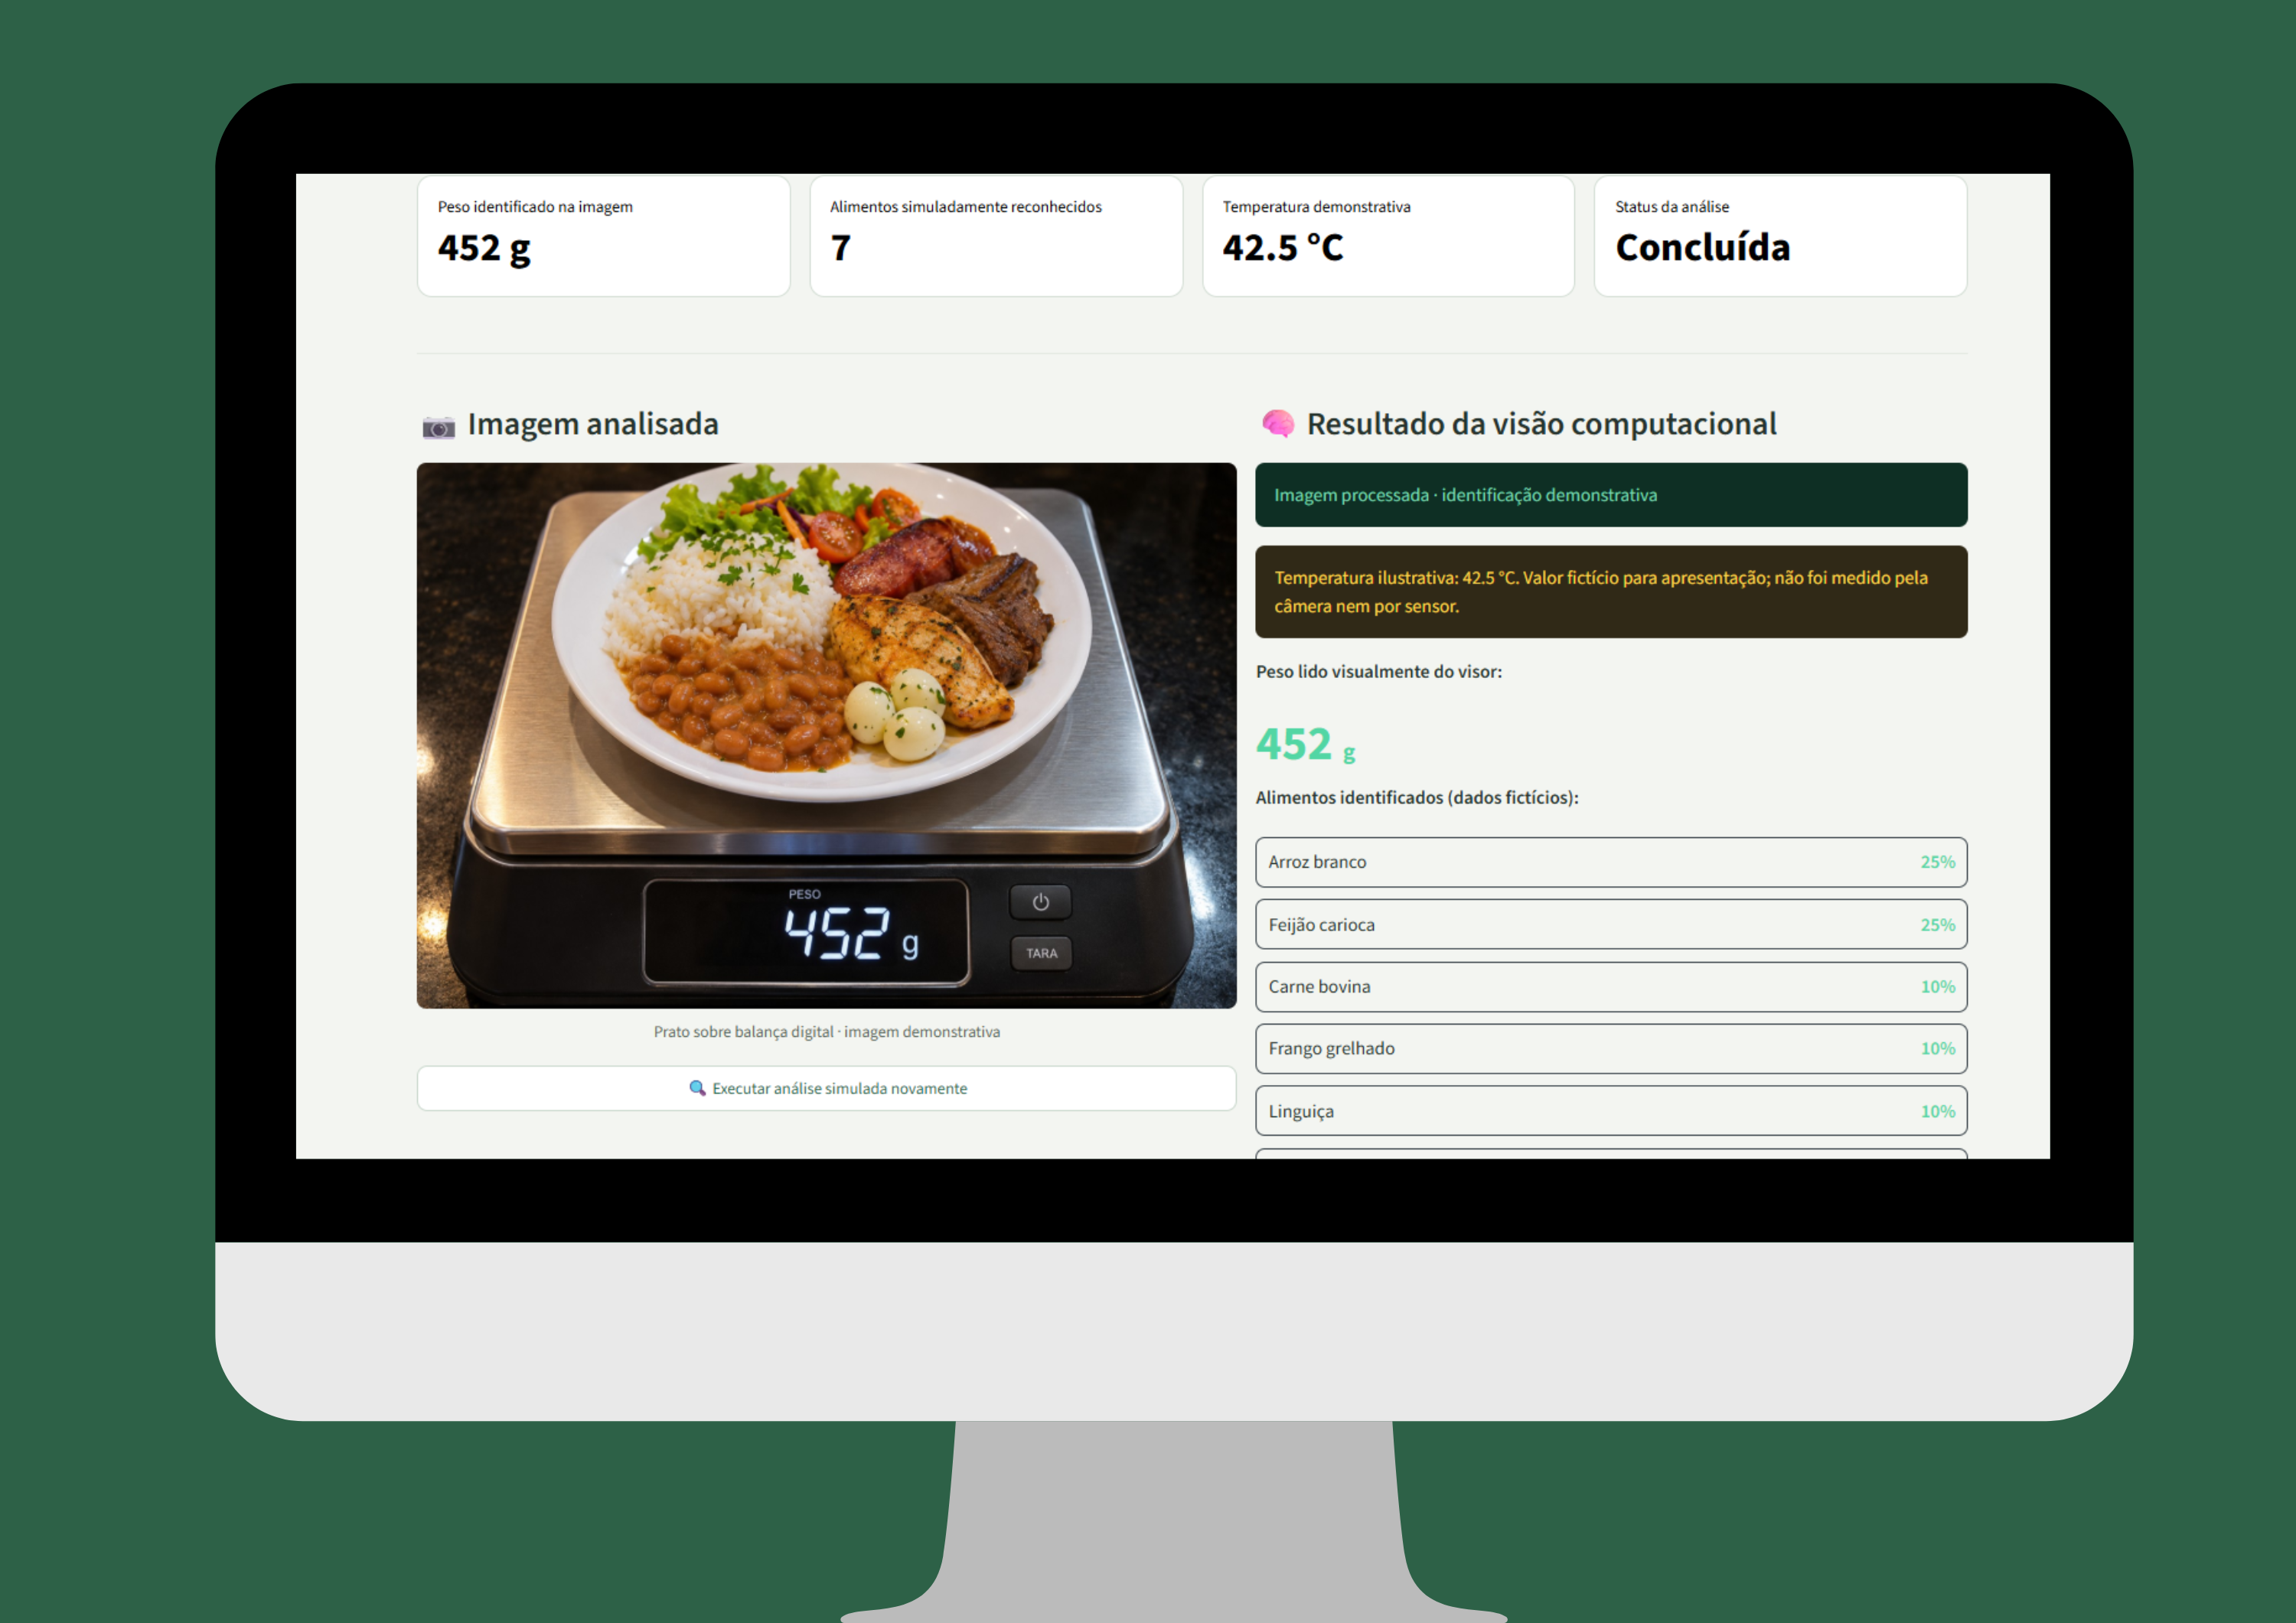 Peso identificado na imagem
452 g
Alimentos simuladamente reconhecidos
7
Temperatura demonstrativa
42.5 °C
Status da análise
Concluída
Imagem analisada
PESO
452 g
TARA
Prato sobre balança digital · imagem demonstrativa
Executar análise simulada novamente
Resultado da visão computacional
Imagem processada · identificação demonstrativa
Temperatura ilustrativa: 42.5 °C. Valor fictício para apresentação; não foi medido pela
câmera nem por sensor.
Peso lido visualmente do visor:
452 g
Alimentos identificados (dados fictícios):
Arroz branco 25%
Feijão carioca 25%
Carne bovina 10%
Frango grelhado 10%
Linguiça 10%